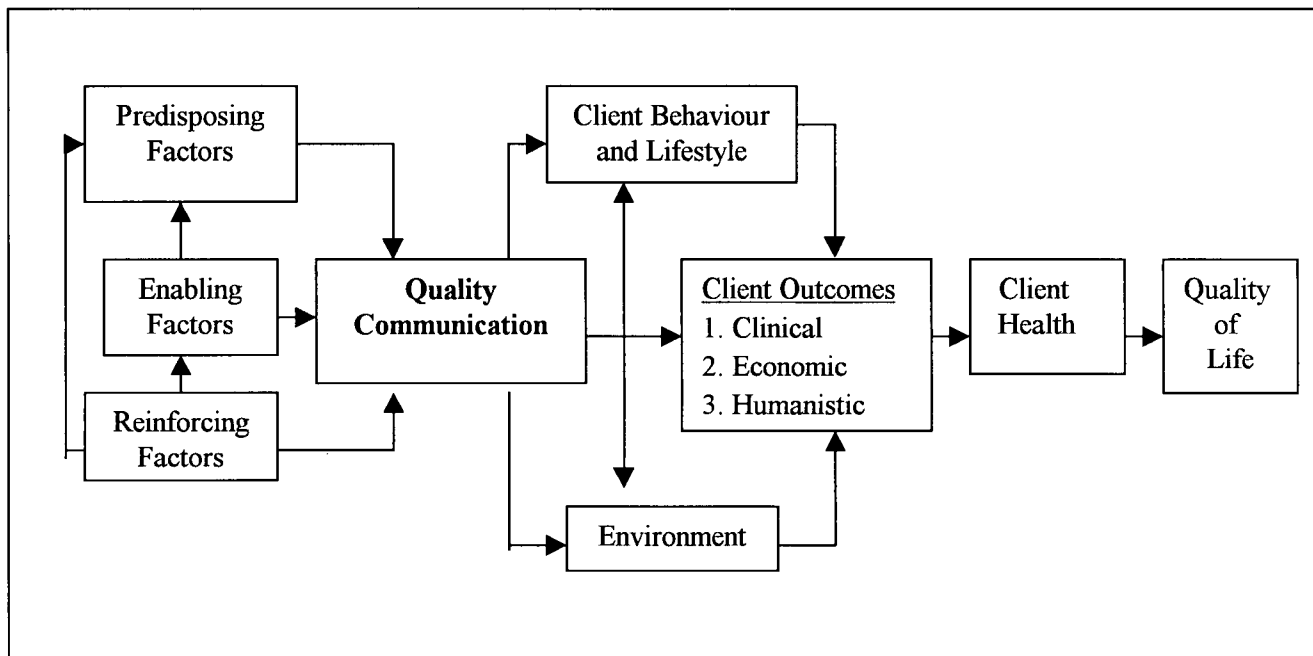 Predisposing
Factors
Enabling
Factors
Reinforcing
Factors
Quality
Communication
Client Behaviour
and Lifestyle
Environment
Client Outcomes
1. Clinical
2. Economic
3. Humanistic
Client
Health
Quality
of
Life